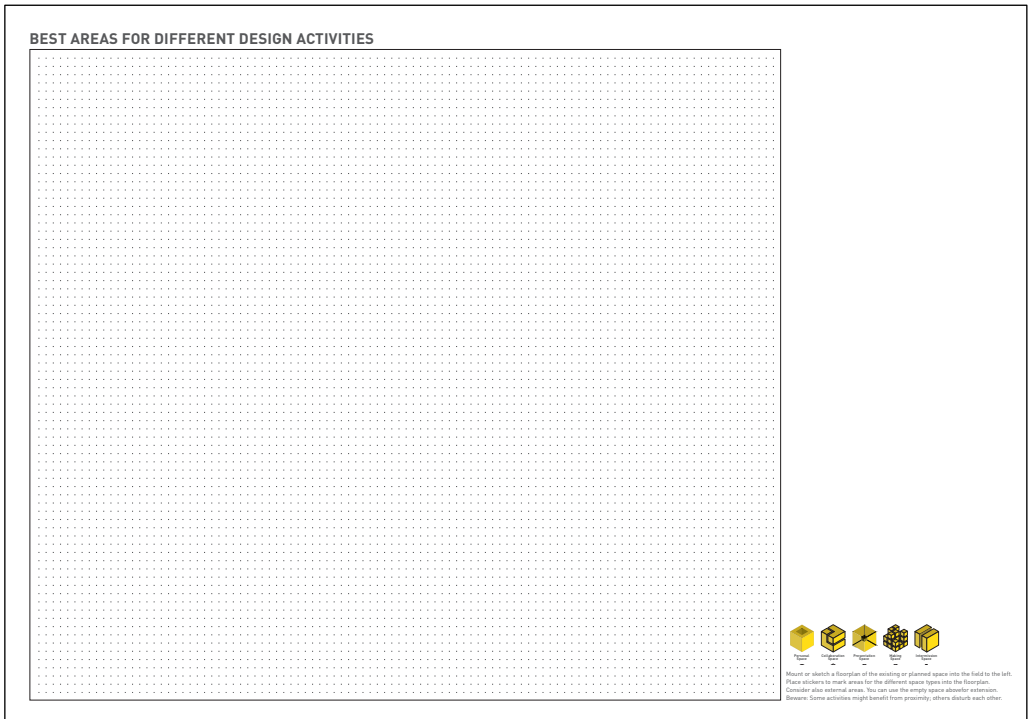 BEST AREAS FOR DIFFERENT DESIGN ACTIVITIES
Personal Space
Collaboration Space
Presentation Space
Making Space
Intermission Space
Mount or sketch a floorplan of the existing or planned space into the field to the left.
Place stickers to mark areas for the different space types into the floorplan.
Consider also external areas. You can use the empty space abovefor extension.
Beware: Some activities might benefit from proximity; others disturb each other.